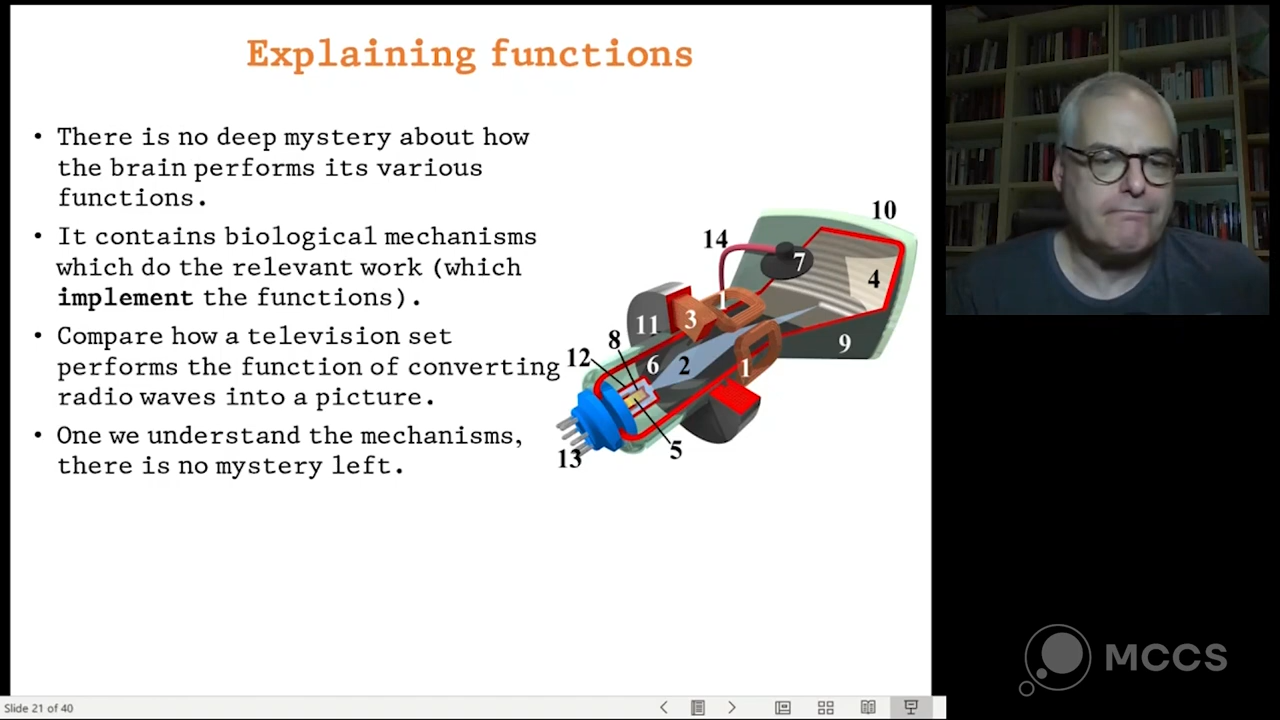 Explaining functions
• There is no deep mystery about how
the brain performs its various
functions.
• It contains biological mechanisms
which do the relevant work (which
implement the functions).
• Compare how a television set
performs the function of converting
radio waves into a picture.
• One we understand the mechanisms,
there is no mystery left.
10
14
7
4
1
3
11
9
8
12
6
2
1
5
13
MCCS
Slide 21 of 40